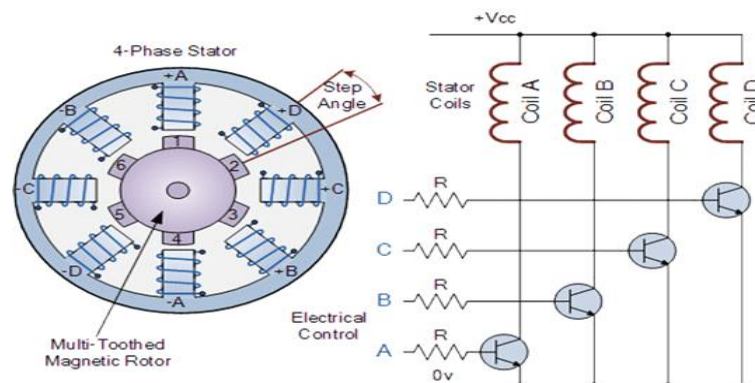 +Vcc
4-Phase Stator
+A
-B
+D
Step
Angle
Stator
Coils
Coil A
Coil B
Coil C
Coil D
1
6
2
-C
+C
5
3
4
-D
+B
-A
D
R
C
R
B
R
A
R
0v
Electrical
Control
Multi-Toothed
Magnetic Rotor